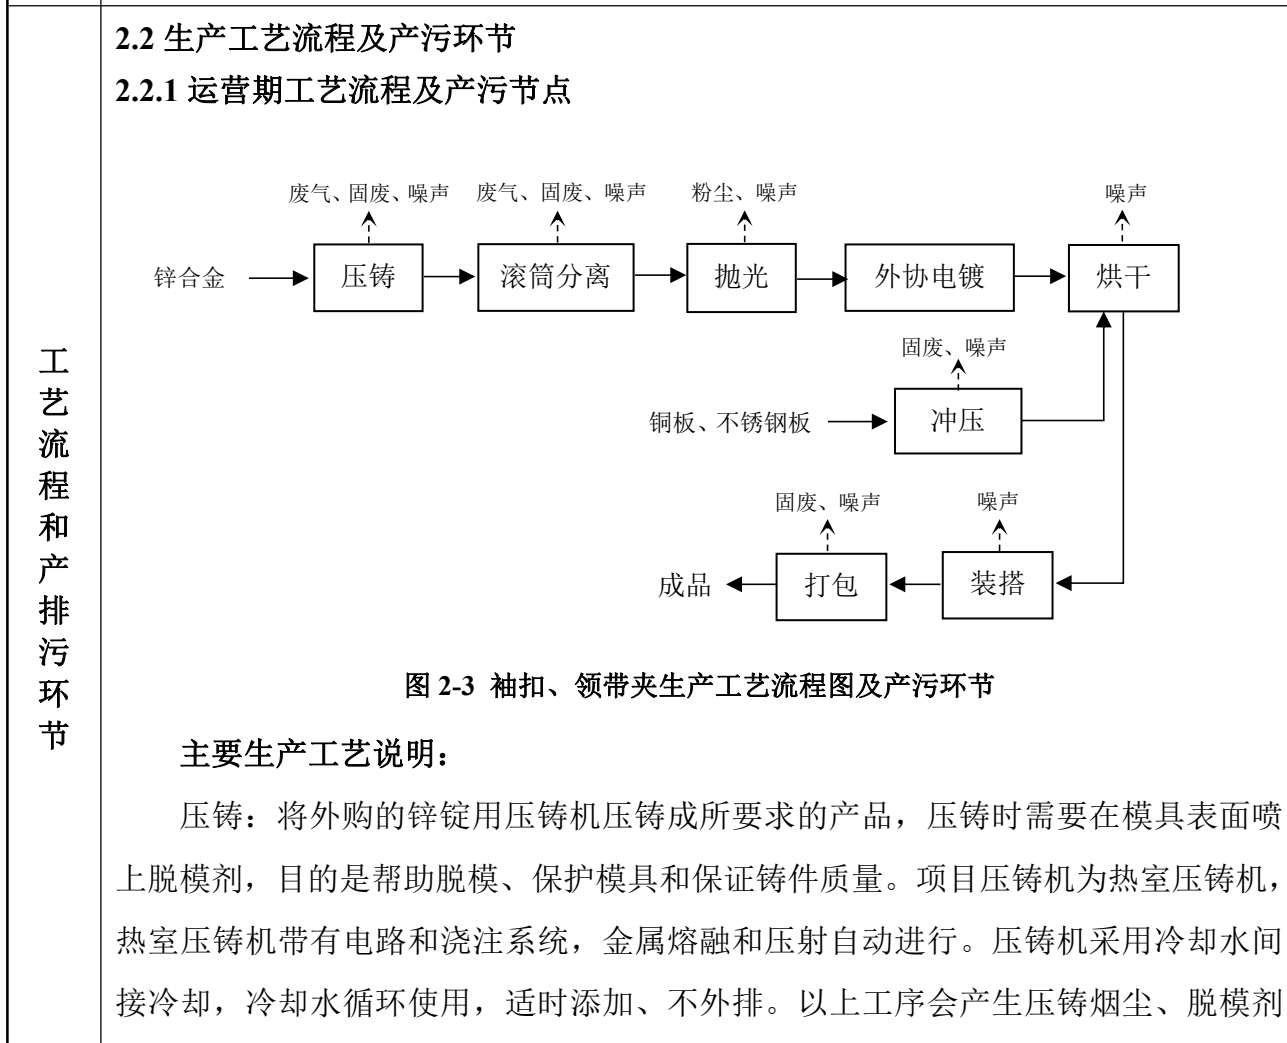 工艺流程和产排污环节
2.2 生产工艺流程及产污环节
2.2.1 运营期工艺流程及产污节点
废气、固废、噪声 废气、固废、噪声 粉尘、噪声 噪声
锌合金 压铸 滚筒分离 抛光 外协电镀 烘干
固废、噪声
铜板、不锈钢板 冲压
固废、噪声 噪声
成品 打包 装搭
图 2-3 袖扣、领带夹生产工艺流程图及产污环节
主要生产工艺说明：
压铸：将外购的锌锭用压铸机压铸成所要求的产品，压铸时需要在模具表面喷
上脱模剂，目的是帮助脱模、保护模具和保证铸件质量。项目压铸机为热室压铸机，
热室压铸机带有电路和浇注系统，金属熔融和压射自动进行。压铸机采用冷却水间
接冷却，冷却水循环使用，适时添加、不外排。以上工序会产生压铸烟尘、脱模剂